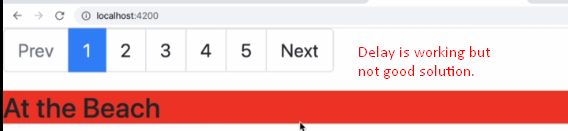 localhost:4200
Prev 1 2 3 4 5 Next
Delay is working but
not good solution.
At the Beach